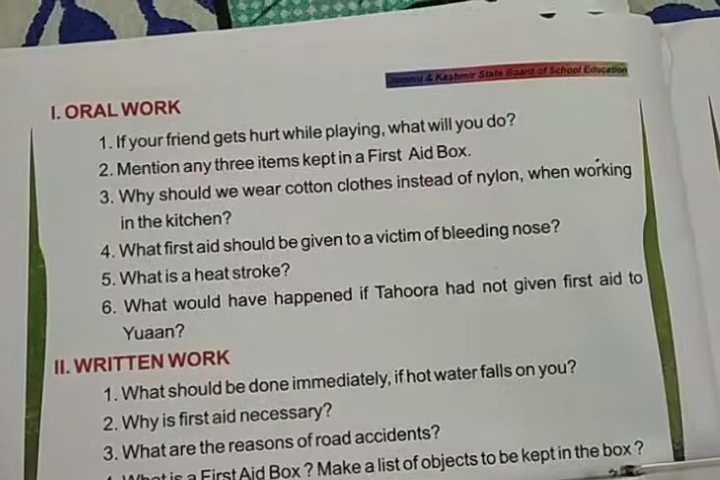 Jammu & Kashmir State Board of School Education
I. ORAL WORK
1. If your friend gets hurt while playing, what will you do?
2. Mention any three items kept in a First Aid Box.
3. Why should we wear cotton clothes instead of nylon, when working
in the kitchen?
4. What first aid should be given to a victim of bleeding nose?
5. What is a heat stroke?
6. What would have happened if Tahoora had not given first aid to
Yuaan?
II. WRITTEN WORK
1. What should be done immediately, if hot water falls on you?
2. Why is first aid necessary?
3. What are the reasons of road accidents?
4. What is a First Aid Box ? Make a list of objects to be kept in the box ?